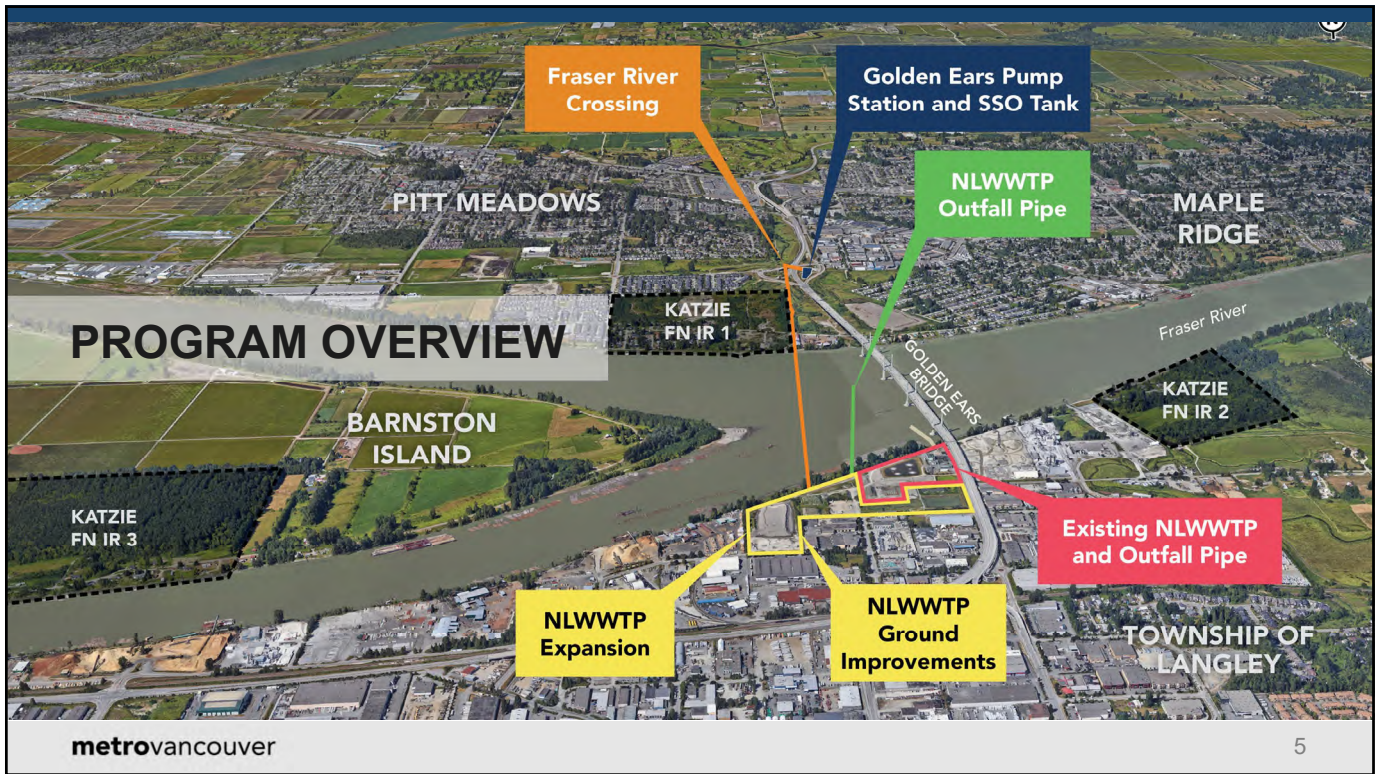 Fraser River
Crossing
Golden Ears Pump
Station and SSO Tank
NLWWTP
Outfall Pipe
PITT MEADOWS
MAPLE
RIDGE
KATZIE
FN IR 1
PROGRAM OVERVIEW
Fraser River
GOLDEN EARS
BRIDGE
KATZIE
FN IR 2
BARNSTON
ISLAND
KATZIE
FN IR 3
Existing NLWWTP
and Outfall Pipe
NLWWTP
Expansion
NLWWTP
Ground
Improvements
TOWNSHIP OF
LANGLEY
metrovancouver
5